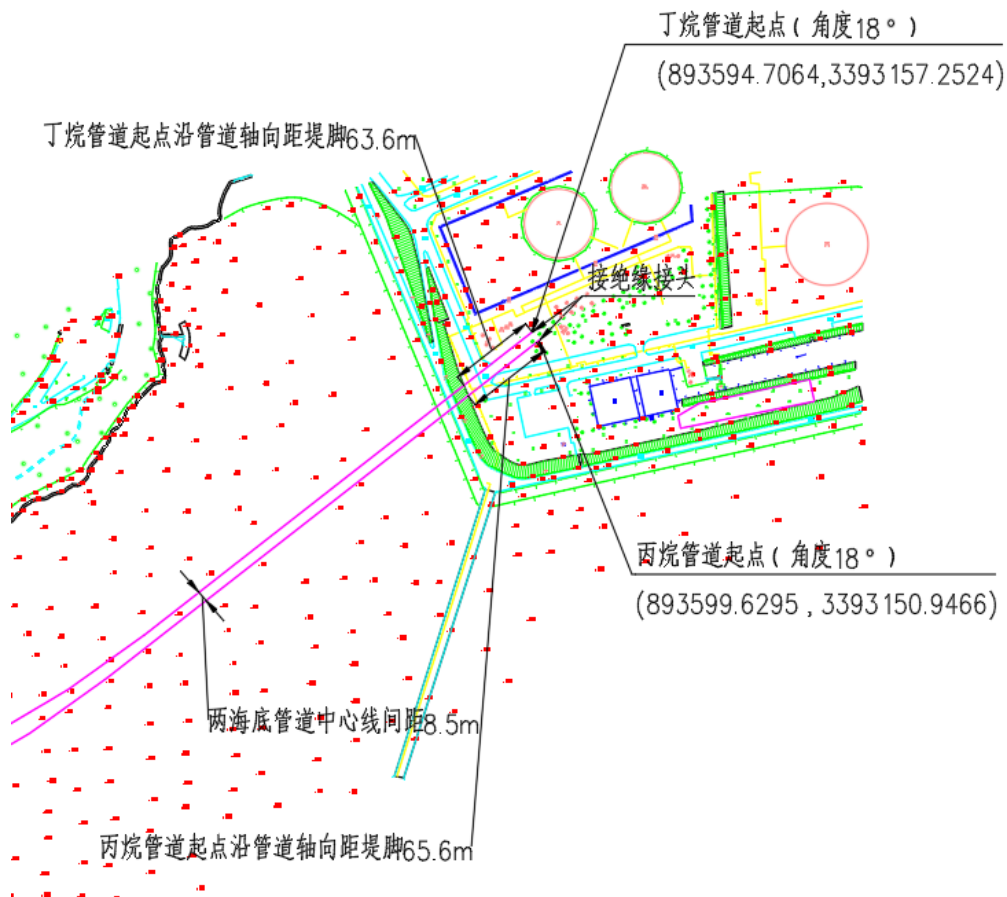 丁烷管道起点(角度18°)
(893594.7064,3393157.2524)
丁烷管道起点沿管道轴向距堤脚63.6m
接绝缘接头
丙烷管道起点(角度18°)
(893599.6295,3393150.9466)
两海底管道中心线间距8.5m
丙烷管道起点沿管道轴向距堤脚65.6m